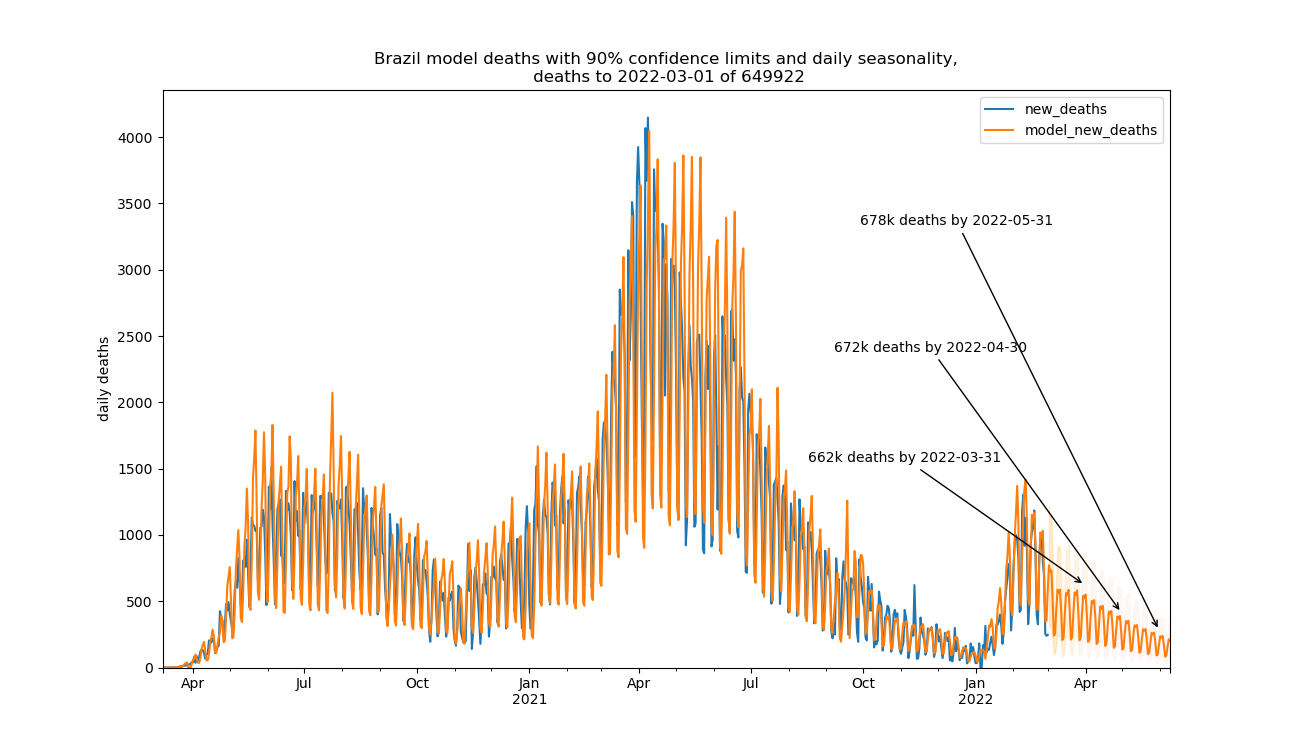 Brazil model deaths with 90% confidence limits and daily seasonality,
deaths to 2022-03-01 of 649922
new_deaths
model_new_deaths
daily deaths
4000
3500
3000
2500
2000
1500
1000
500
0
678k deaths by 2022-05-31
672k deaths by 2022-04-30
662k deaths by 2022-03-31
Apr Jul Oct Jan Apr Jul Oct Jan Apr
2021 2022